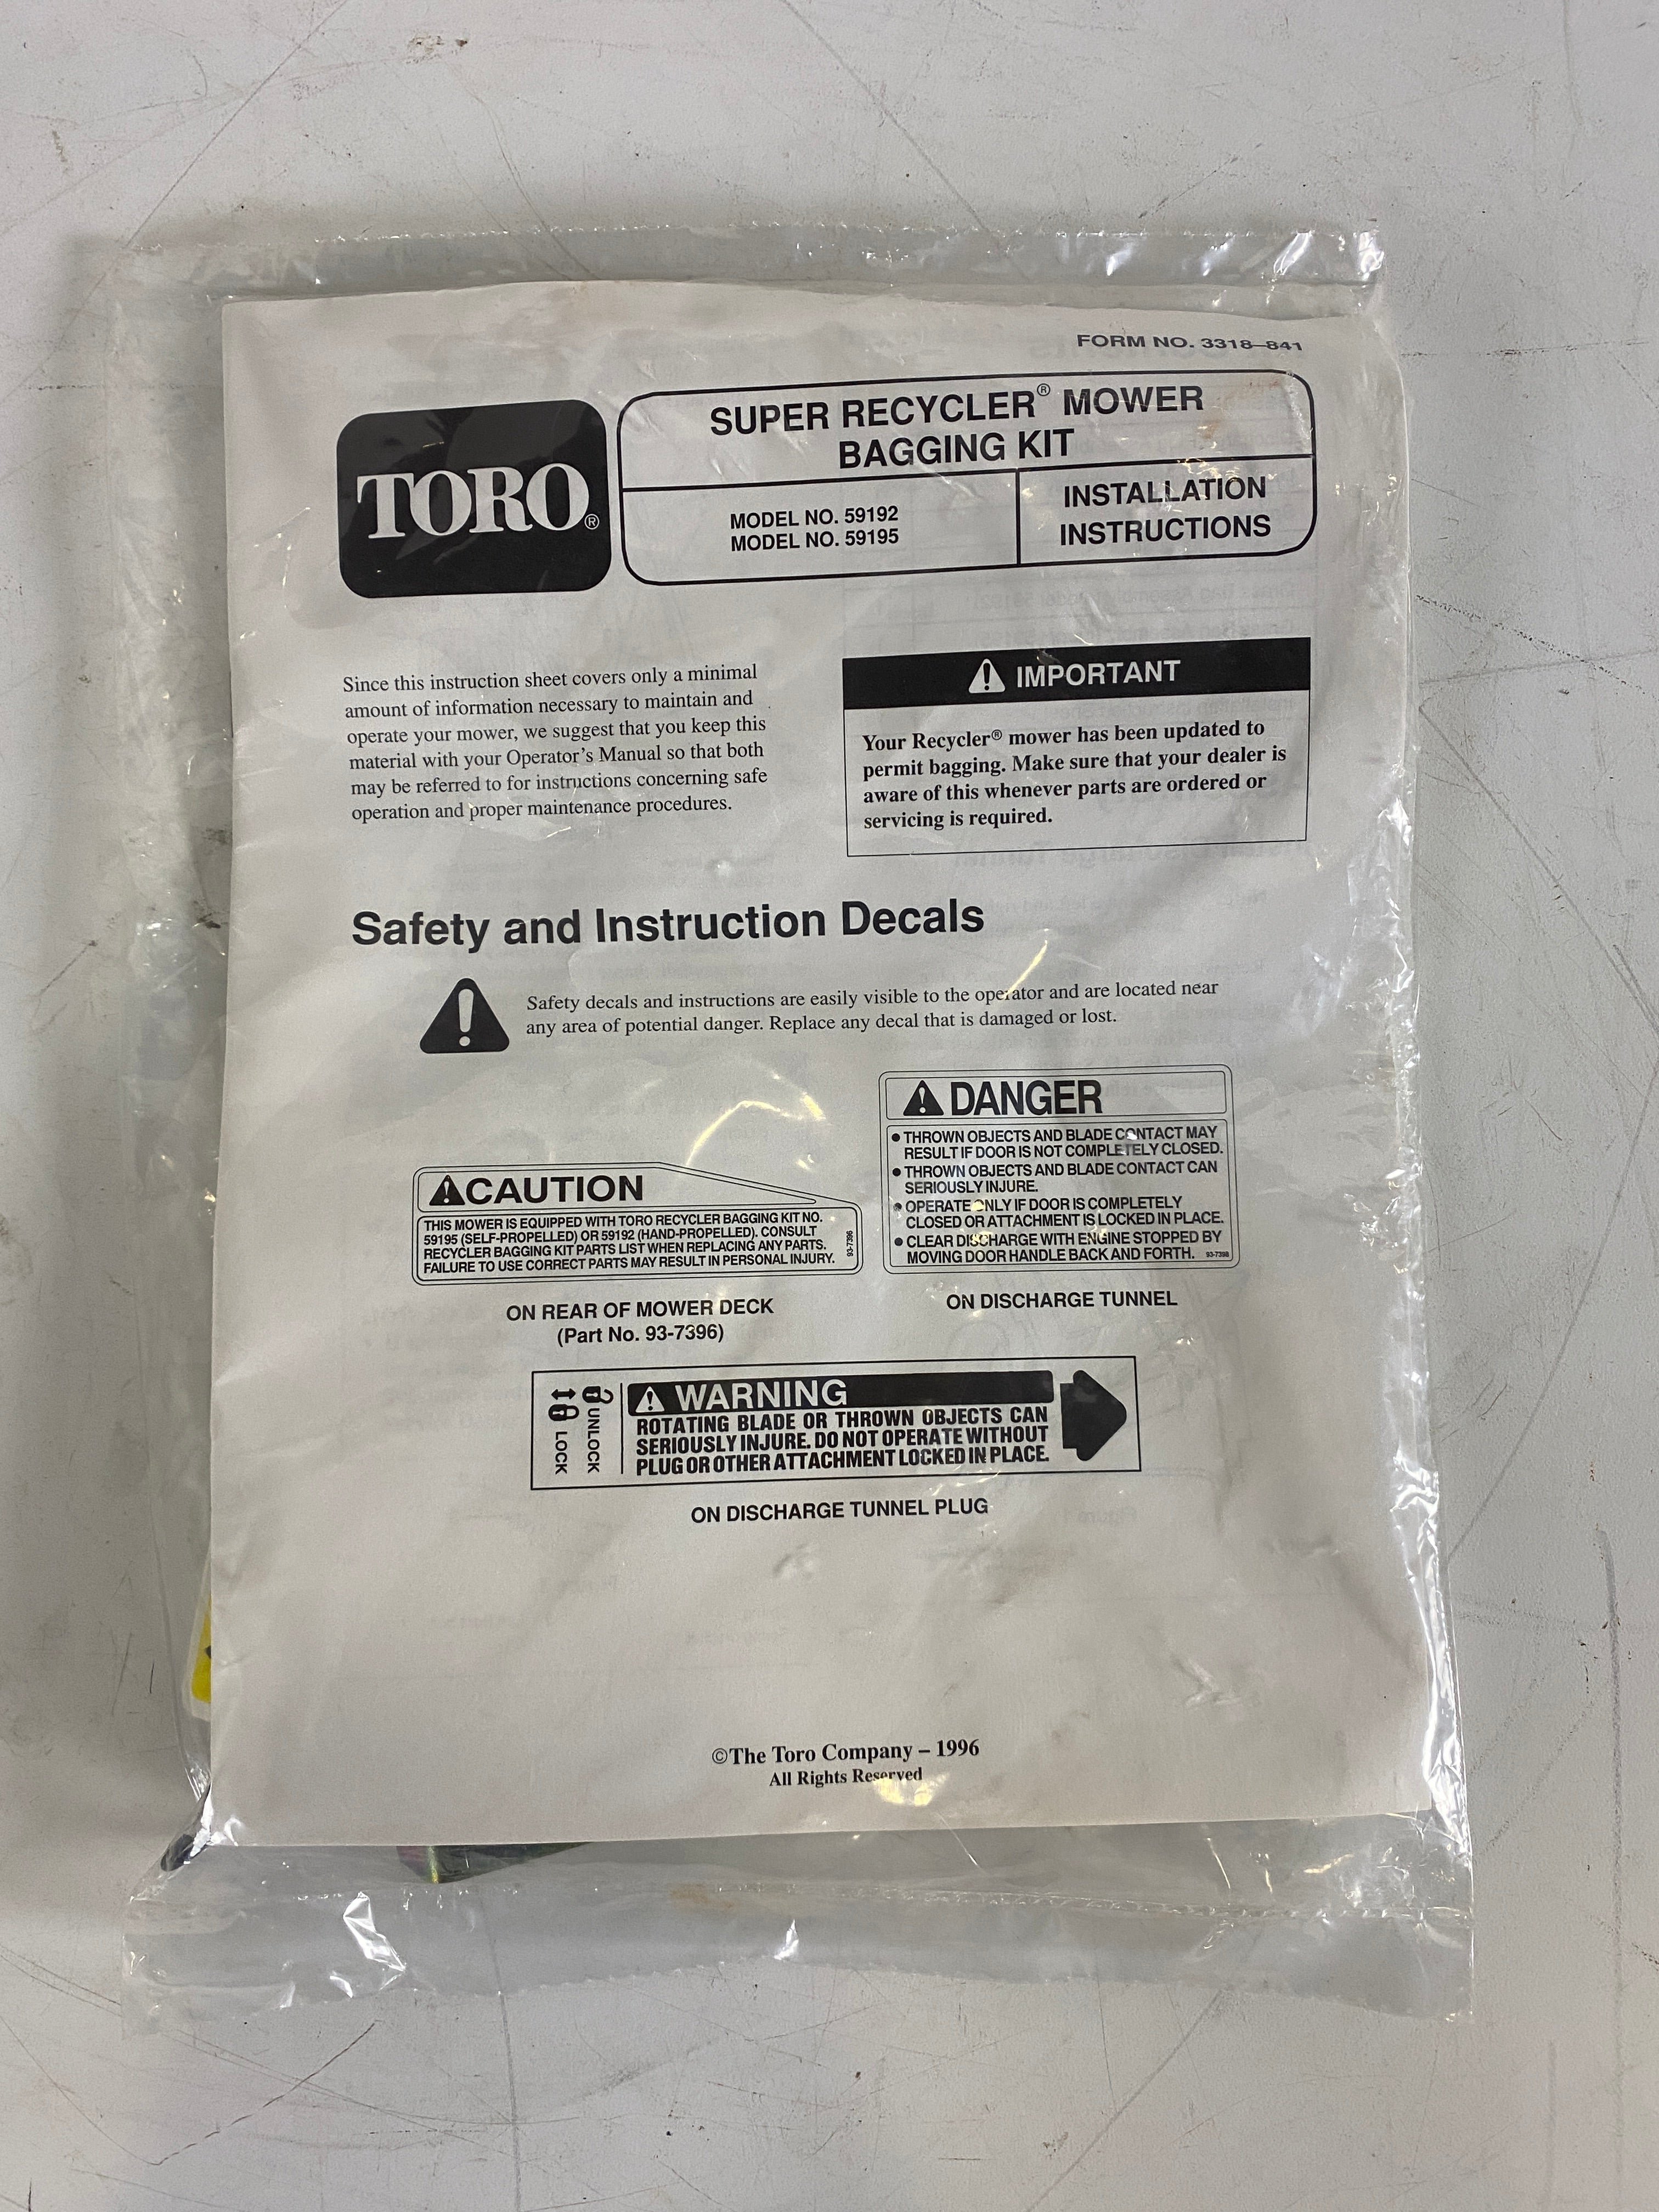 FORM NO. 3318–841
TORO®
SUPER RECYCLER® MOWER
BAGGING KIT
MODEL NO. 59192
MODEL NO. 59195
INSTALLATION
INSTRUCTIONS
Since this instruction sheet covers only a minimal
amount of information necessary to maintain and
operate your mower, we suggest that you keep this
material with your Operator's Manual so that both
may be referred to for instructions concerning safe
operation and proper maintenance procedures.
IMPORTANT
Your Recycler® mower has been updated to
permit bagging. Make sure that your dealer is
aware of this whenever parts are ordered or
servicing is required.
Safety and Instruction Decals
Safety decals and instructions are easily visible to the operator and are located near
any area of potential danger. Replace any decal that is damaged or lost.
CAUTION
THIS MOWER IS EQUIPPED WITH TORO RECYCLER BAGGING KIT NO.
59195 (SELF-PROPELLED) OR 59192 (HAND-PROPELLED). CONSULT
RECYCLER BAGGING KIT PARTS LIST WHEN REPLACING ANY PARTS.
FAILURE TO USE CORRECT PARTS MAY RESULT IN PERSONAL INJURY.
93-7396
ON REAR OF MOWER DECK
(Part No. 93-7396)
DANGER
● THROWN OBJECTS AND BLADE CONTACT MAY
RESULT IF DOOR IS NOT COMPLETELY CLOSED.
● THROWN OBJECTS AND BLADE CONTACT CAN
SERIOUSLY INJURE.
● OPERATE ONLY IF DOOR IS COMPLETELY
CLOSED OR ATTACHMENT IS LOCKED IN PLACE.
● CLEAR DISCHARGE WITH ENGINE STOPPED BY
MOVING DOOR HANDLE BACK AND FORTH. 93-7398
ON DISCHARGE TUNNEL
LOCK
UNLOCK
WARNING
ROTATING BLADE OR THROWN OBJECTS CAN
SERIOUSLY INJURE. DO NOT OPERATE WITHOUT
PLUG OR OTHER ATTACHMENT LOCKED IN PLACE.
ON DISCHARGE TUNNEL PLUG
©The Toro Company – 1996
All Rights Reserved